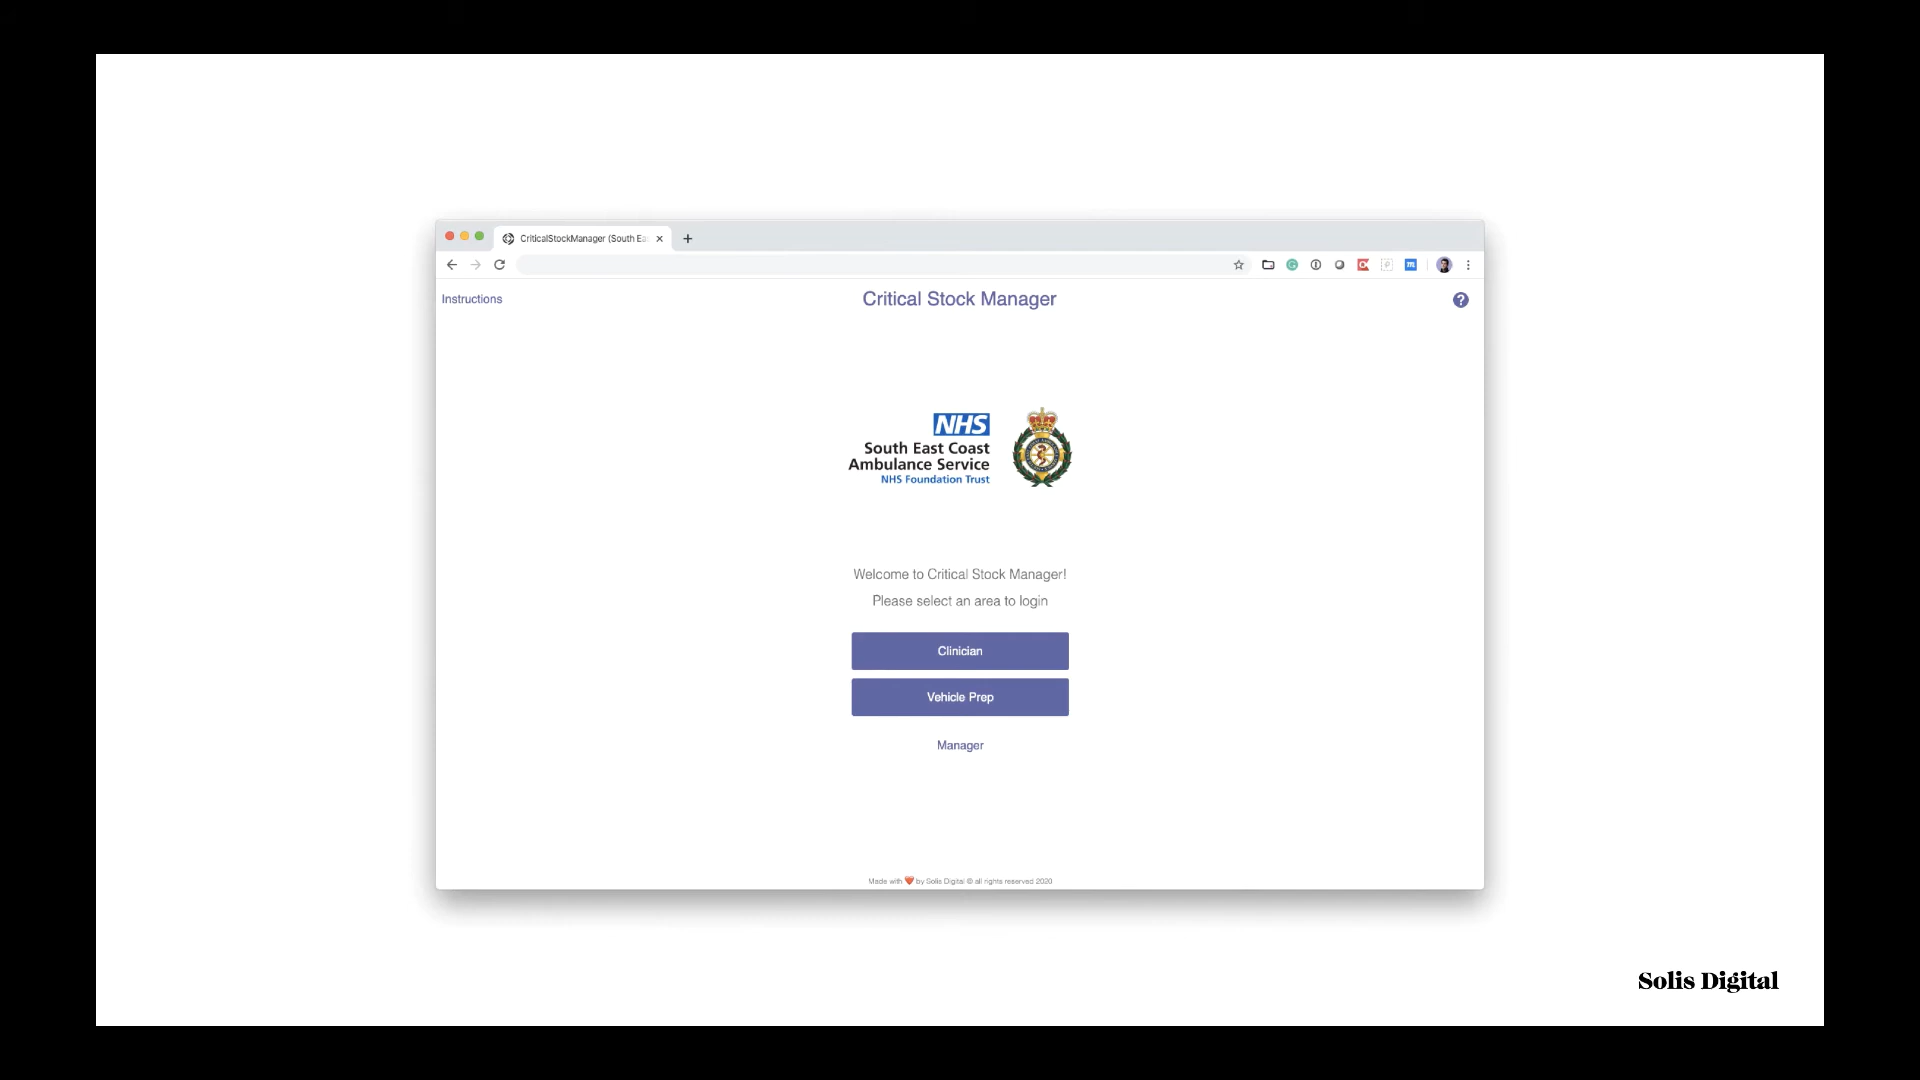 CriticalStockManager (South Ea
Instructions
Critical Stock Manager
?
NHS
South East Coast
Ambulance Service
NHS Foundation Trust
Welcome to Critical Stock Manager!
Please select an area to login
Clinician
Vehicle Prep
Manager
Made with ❤️ by Solis Digital © all rights reserved 2020
Solis Digital